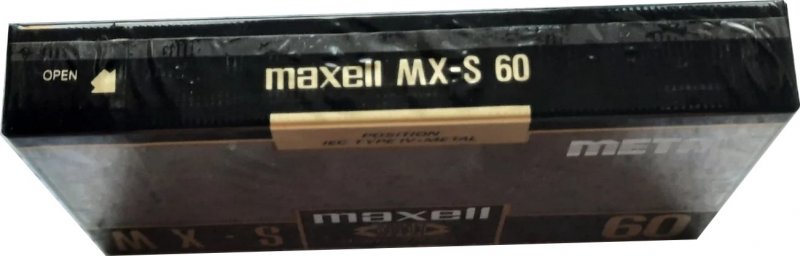 OPEN
maxell MX-S 60
POSITION
IEC TYPE IV·METAL
METAL
maxell
MX-S
60